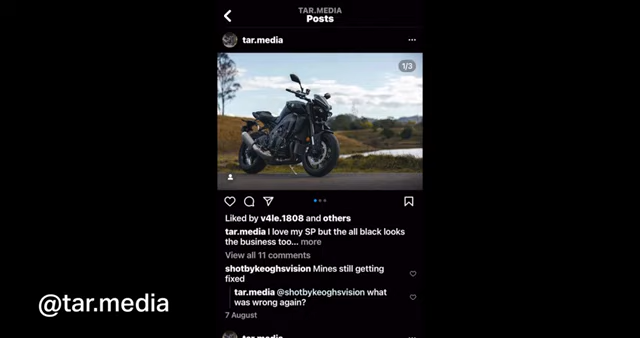 TAR.MEDIA
Posts
tar.media
1/3
Liked by v4le.1808 and others
tar.media I love my SP but the all black looks
the business too... more
View all 11 comments
shotbykeoghsvision Mines still getting
fixed
tar.media @shotbykeoghsvision what
was wrong again?
7 August
tar.media
@tar.media